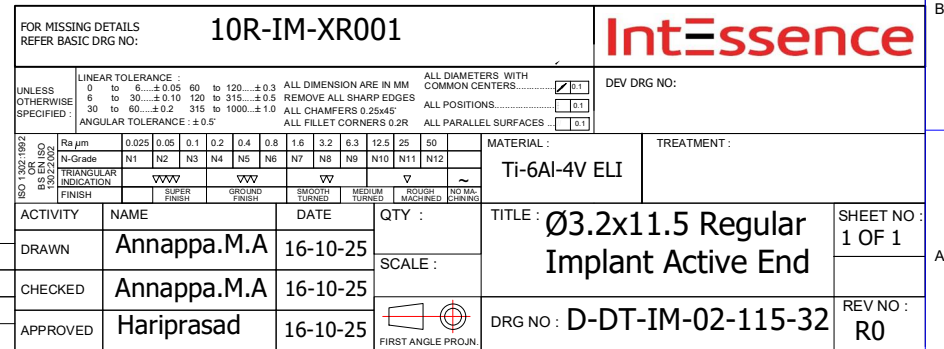 B
FOR MISSING DETAILS
REFER BASIC DRG NO:
10R-IM-XR001
IntEssence
UNLESS
OTHERWISE
SPECIFIED :
LINEAR TOLERANCE :
0 to 6.....± 0.05 60 to 120....± 0.3
6 to 30.....± 0.10 120 to 315....± 0.5
30 to 60.....± 0.2 315 to 1000...± 1.0
ANGULAR TOLERANCE : ± 0.5°
ALL DIMENSION ARE IN MM
REMOVE ALL SHARP EDGES
ALL CHAMFERS 0.25x45°
ALL FILLET CORNERS 0.2R
ALL DIAMETERS WITH
COMMON CENTERS........... 0.1
ALL POSITIONS...................... 0.1
ALL PARALLEL SURFACES ... 0.1
DEV DRG NO:
ISO 1302:1992
OR
BS EN ISO
1302:2002
Ra µm 0.025 0.05 0.1 0.2 0.4 0.8 1.6 3.2 6.3 12.5 25 50
N-Grade N1 N2 N3 N4 N5 N6 N7 N8 N9 N10 N11 N12
TRIANGULAR
INDICATION
▽▽▽▽ ▽▽▽ ▽▽ ▽ ~
FINISH
SUPER
FINISH
GROUND
FINISH
SMOOTH
TURNED
MEDIUM
TURNED
ROUGH
MACHINED
NO MA-
CHINING
MATERIAL :
Ti-6Al-4V ELI
TREATMENT :
ACTIVITY NAME DATE
DRAWN Annappa.M.A 16-10-25
CHECKED Annappa.M.A 16-10-25
APPROVED Hariprasad 16-10-25
QTY :
SCALE :
FIRST ANGLE PROJN.
TITLE : Ø3.2x11.5 Regular
Implant Active End
SHEET NO :
1 OF 1
A
DRG NO : D-DT-IM-02-115-32
REV NO :
R0